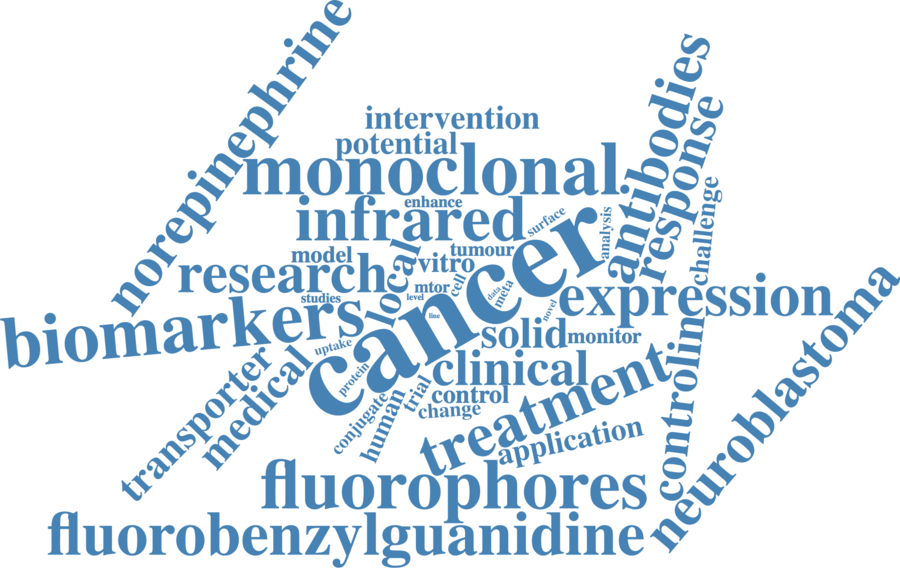 norepinephrine
intervention
potential
monoclonal
antibodies
response
enhance
infrared
surface
analysis
challenge
model
research
local
vitro
tumour
cell
mtor
level
line
data
meta
novel
studies
cancer
expression
biomarkers
uptake
protein
solid
monitor
transporter
medical
conjugate
human
trial
clinical
control
change
treatment
application
controling
neuroblastoma
fluorophores
fluorobenzylguanidine